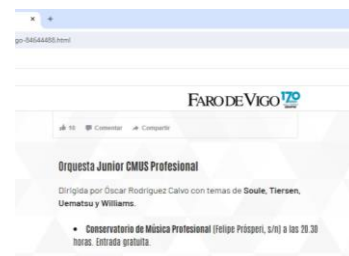 go-84644488.html
FARO DE VIGO 170
10 Comentar Compartir
Orquesta Junior CMUS Profesional
Dirigida por Óscar Rodríguez Calvo con temas de Soule, Tiersen,
Uematsu y Williams.
• Conservatorio de Música Profesional (Felipe Prósperi, s/n) a las 20.30
horas. Entrada gratuita.